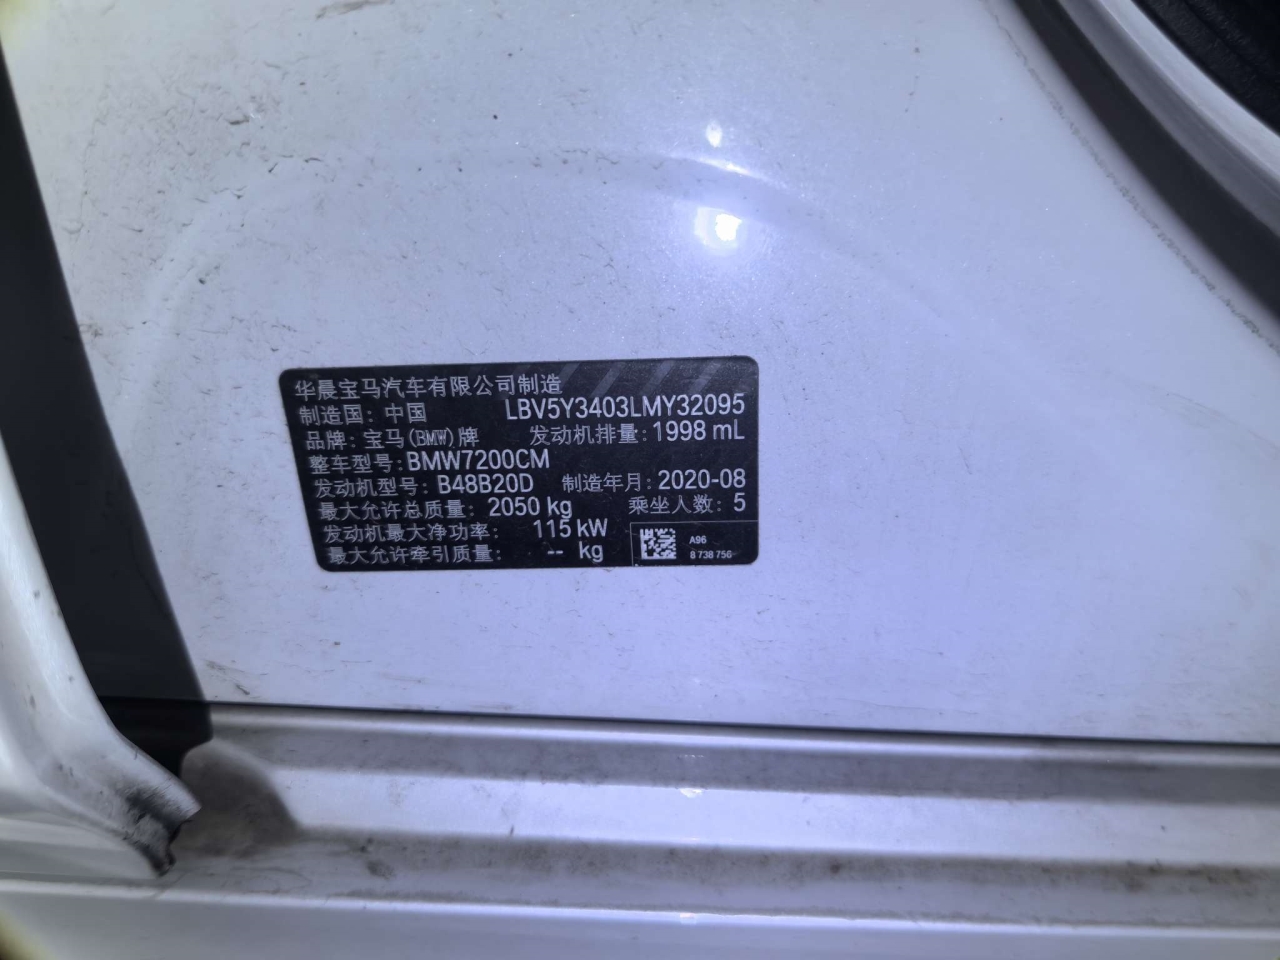 华晨宝马汽车有限公司制造
制造国：中国 LBV5Y3403LMY32095
品牌：宝马(BMW)牌 发动机排量：1998 mL
整车型号：BMW7200CM
发动机型号：B48B20D 制造年月：2020-08
最大允许总质量：2050 kg 乘坐人数：5
发动机最大净功率：115 kW
最大允许牵引质量：-- kg
A96
8 738 756